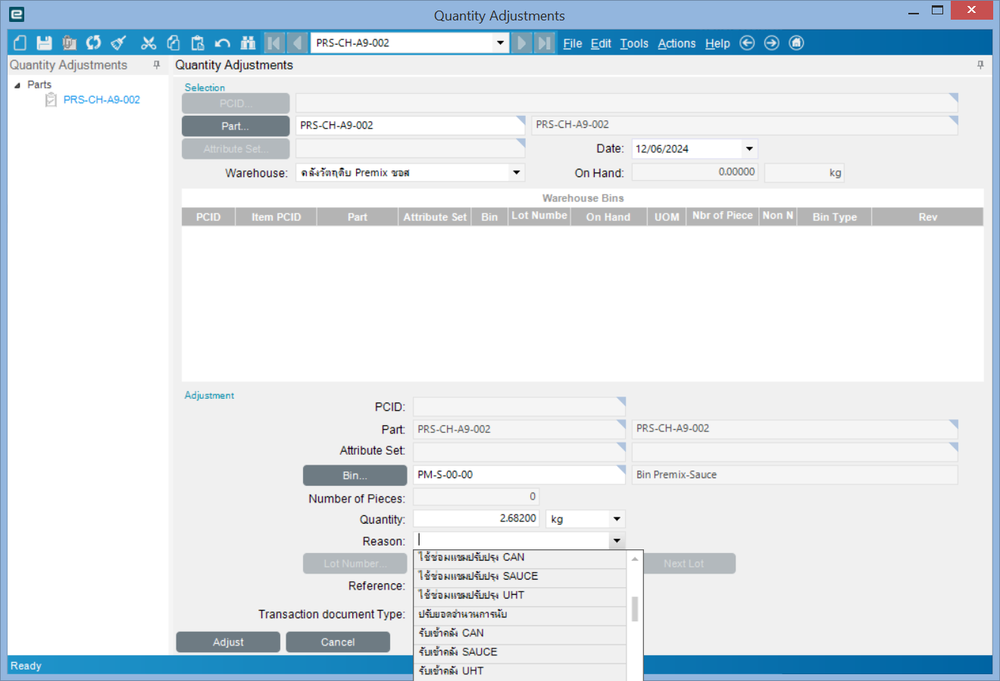 Quantity Adjustments
PRS-CH-A9-002 File Edit Tools Actions Help
Quantity Adjustments
Parts
PRS-CH-A9-002
Quantity Adjustments
Selection
PCID...
Part... PRS-CH-A9-002 PRS-CH-A9-002
Attribute Set... Date: 12/06/2024
Warehouse: คลังวัตถุดิบ Premix ซอส On Hand: 0.00000 kg
Warehouse Bins
PCID Item PCID Part Attribute Set Bin Lot Numbe On Hand UOM Nbr of Piece Non N Bin Type Rev
Adjustment
PCID:
Part: PRS-CH-A9-002 PRS-CH-A9-002
Attribute Set:
Bin... PM-S-00-00 Bin Premix-Sauce
Number of Pieces: 0
Quantity: 2.68200 kg
Reason:
ใช้ซ่อมแซมปรับปรุง CAN
Lot Number... Next Lot
ใช้ซ่อมแซมปรับปรุง SAUCE
Reference:
ใช้ซ่อมแซมปรับปรุง UHT
Transaction document Type: ปรับยอดจำนวนการนับ
รับเข้าคลัง CAN
Adjust Cancel
รับเข้าคลัง SAUCE
รับเข้าคลัง UHT
Ready